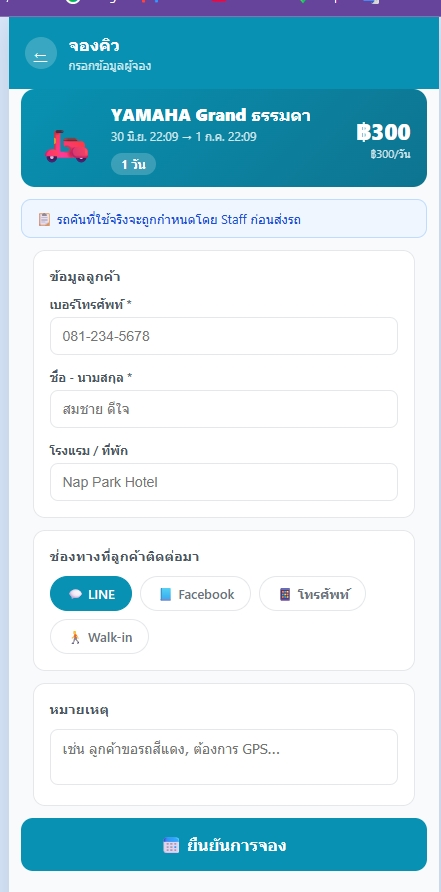 ←
จองคิว
กรอกข้อมูลผู้จอง
YAMAHA Grand ธรรมดา
30 มิ.ย. 22:09 → 1 ก.ค. 22:09
1 วัน
฿300
฿300/วัน
รถคันที่ใช้จริงจะถูกกำหนดโดย Staff ก่อนส่งรถ
ข้อมูลลูกค้า
เบอร์โทรศัพท์ *
081-234-5678
ชื่อ - นามสกุล *
สมชาย ดีใจ
โรงแรม / ที่พัก
Nap Park Hotel
ช่องทางที่ลูกค้าติดต่อมา
LINE
Facebook
โทรศัพท์
Walk-in
หมายเหตุ
เช่น ลูกค้าขอรถสีแดง, ต้องการ GPS...
ยืนยันการจอง